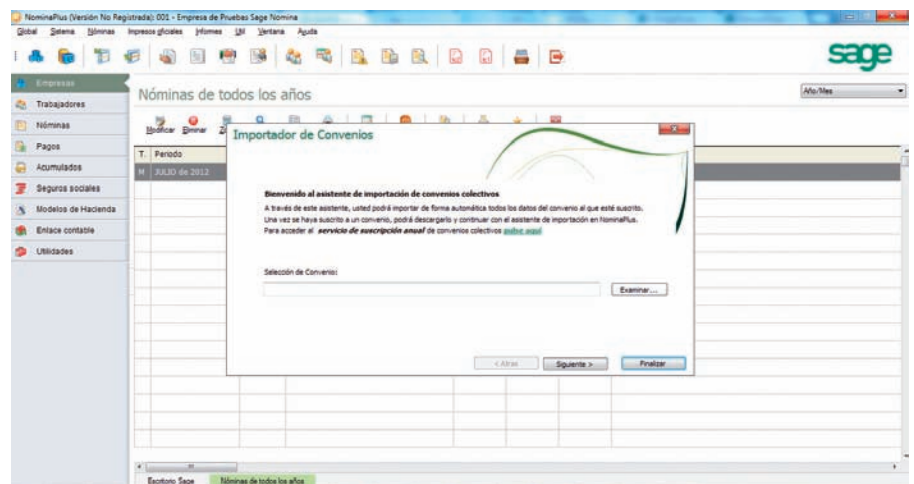 NominaPlus (Versión No Registrada): 001 - Empresa de Pruebas Sage Nomina
Global Sistema Nóminas Impresos oficiales Informes Útil Ventana Ayuda
sage
Empresas
Trabajadores
Nóminas
Pagos
Acumulados
Seguros sociales
Modelos de Hacienda
Enlace contable
Utilidades
Nóminas de todos los años
Año/Mes
Modificar Eliminar
T. Periodo
M JULIO de 2012
Importador de Convenios
Bienvenido al asistente de importación de convenios colectivos
A través de este asistente, usted podrá importar de forma automática todos los datos del convenio al que esté suscrito.
Una vez se haya suscrito a un convenio, podrá descargarlo y continuar con el asistente de importación en NominaPlus.
Para acceder al servicio de suscripción anual de convenios colectivos pulse aquí
Selección de Convenio:
Examinar...
< Atras
Siguiente >
Finalizar
Escritorio Sage
Nóminas de todos los años